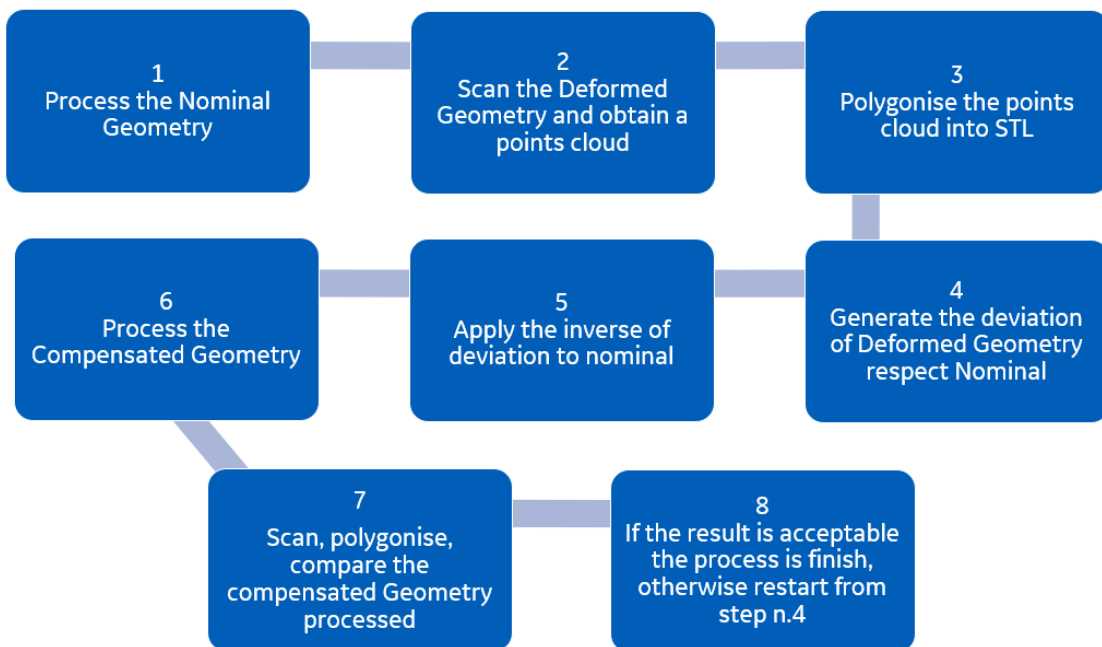 1
Process the Nominal
Geometry
2
Scan the Deformed
Geometry and obtain a
points cloud
3
Polygonise the points
cloud into STL
4
Generate the deviation
of Deformed Geometry
respect Nominal
5
Apply the inverse of
deviation to nominal
6
Process the
Compensated Geometry
7
Scan, polygonise,
compare the
compensated Geometry
processed
8
If the result is acceptable
the process is finish,
otherwise restart from
step n.4